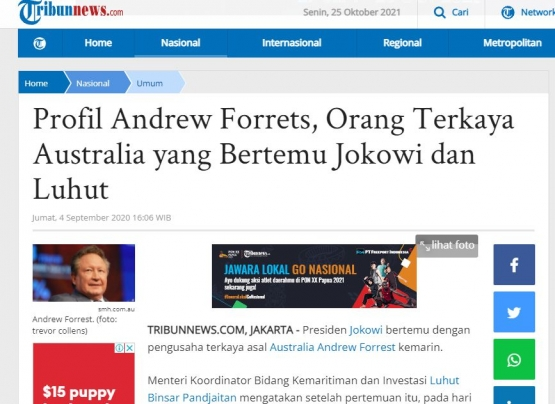 Tribunnews.com
Senin, 25 Oktober 2021
Cari
Network
Home
Nasional
Internasional
Regional
Metropolitan
Home
Nasional
Umum
Profil Andrew Forrets, Orang Terkaya
Australia yang Bertemu Jokowi dan
Luhut
Jumat, 4 September 2020 16:06 WIB
lihat foto
JAWARA LOKAL GO NASIONAL
Ayo dukung aksi atlet daerahmu di PON XX Papua 2021
sekarang juga!
PT FREEPORT INDONESIA
smh.com.au
Andrew Forrest. (foto:
trevor collens)
TRIBUNNEWS.COM, JAKARTA - Presiden Jokowi bertemu dengan
pengusaha terkaya asal Australia Andrew Forrest kemarin.
Menteri Koordinator Bidang Kemaritiman dan Investasi Luhut
Binsar Pandjaitan mengatakan setelah pertemuan itu, pada hari
$15 puppy